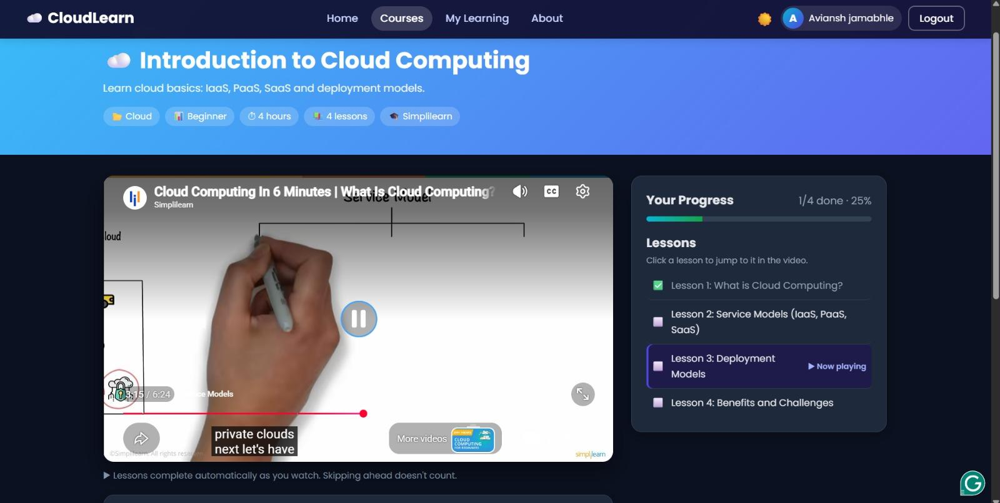 CloudLearn
Home
Courses
My Learning
About
A
Aviansh jamabhle
Logout
Introduction to Cloud Computing
Learn cloud basics: IaaS, PaaS, SaaS and deployment models.
Cloud
Beginner
4 hours
4 lessons
Simplilearn
Cloud Computing In 6 Minutes | What Is Cloud Computing?
Simplilearn
CC
Service Model
loud
3:15 / 6:24
ce Models
private clouds
next let's have
More videos
CLOUD
COMPUTING
FOR BEGINNERS
©Simplilearn. All rights reser
simplilearn
▶ Lessons complete automatically as you watch. Skipping ahead doesn't count.
Your Progress
1/4 done · 25%
Lessons
Click a lesson to jump to it in the video.
Lesson 1: What is Cloud Computing?
Lesson 2: Service Models (IaaS, PaaS,
SaaS)
Lesson 3: Deployment
Models
▶ Now playing
Lesson 4: Benefits and Challenges